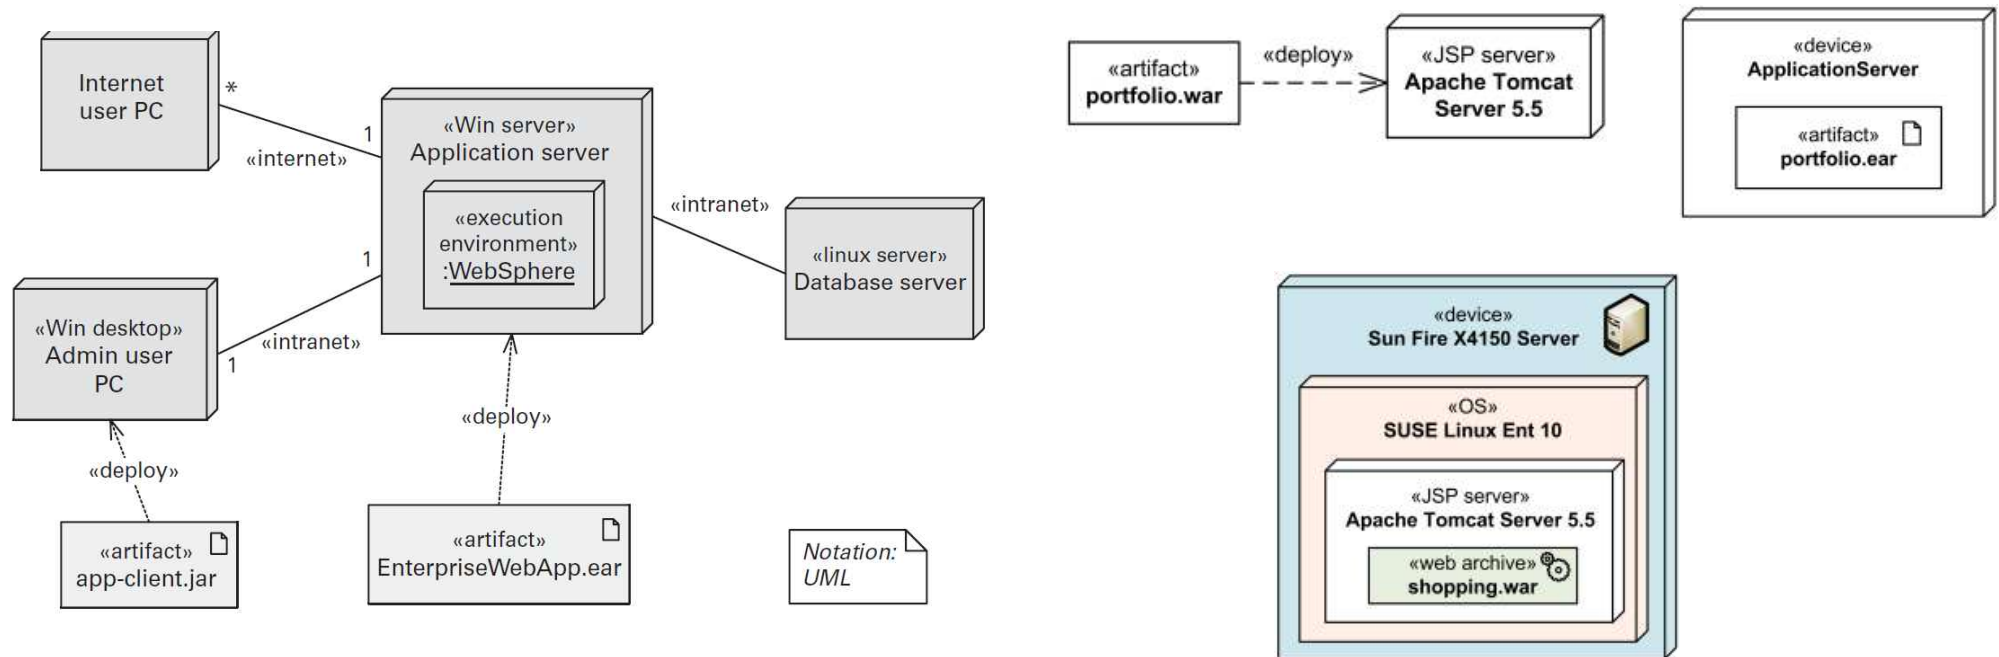 Internet
user PC
*
1
«internet»
«Win server»
Application server
«execution
environment»
:WebSphere
«intranet»
«linux server»
Database server
1
«intranet»
1
«Win desktop»
Admin user
PC
«deploy»
«deploy»
«artifact»
app-client.jar
«artifact»
EnterpriseWebApp.ear
Notation:
UML
«artifact»
portfolio.war
«deploy»
«JSP server»
Apache Tomcat
Server 5.5
«device»
ApplicationServer
«artifact»
portfolio.ear
«device»
Sun Fire X4150 Server
«OS»
SUSE Linux Ent 10
«JSP server»
Apache Tomcat Server 5.5
«web archive»
shopping.war